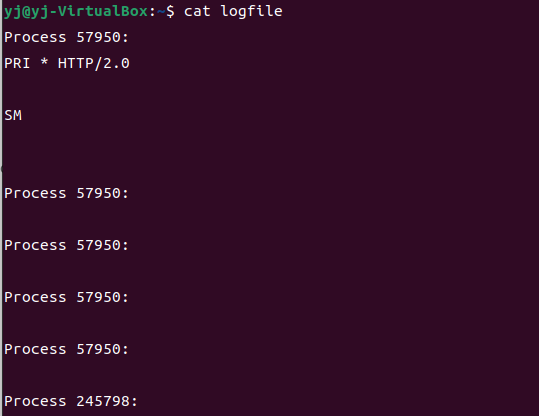 yj@yj-VirtualBox:~$ cat logfile
Process 57950:
PRI * HTTP/2.0
SM
Process 57950:
Process 57950:
Process 57950:
Process 57950:
Process 245798: